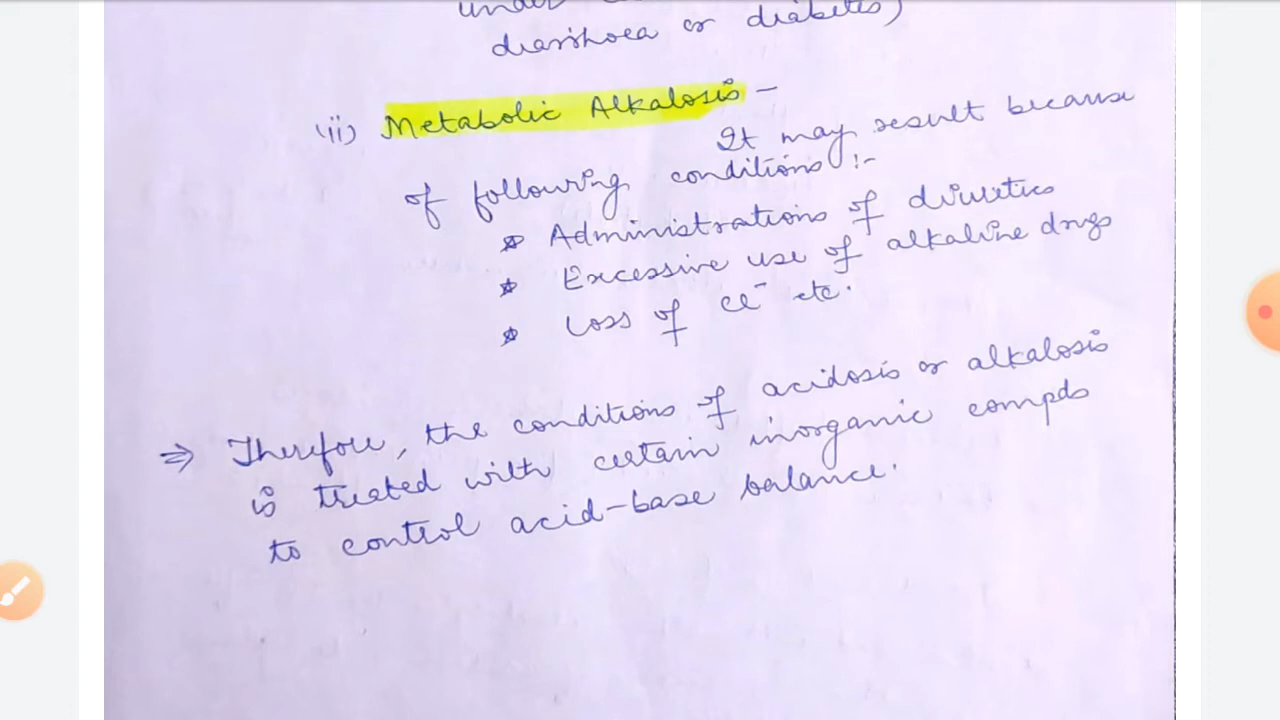 under
diarrhoea or diabetes)
(ii) Metabolic Alkalosis -
It may result because
of following conditions :-
☆ Administrations of diuretics
☆ Excessive use of alkaline drugs
☆ Loss of Cl⁻ etc.
⇒ Therefore, the conditions of acidosis or alkalosis
is treated with certain inorganic compds
to control acid-base balance.